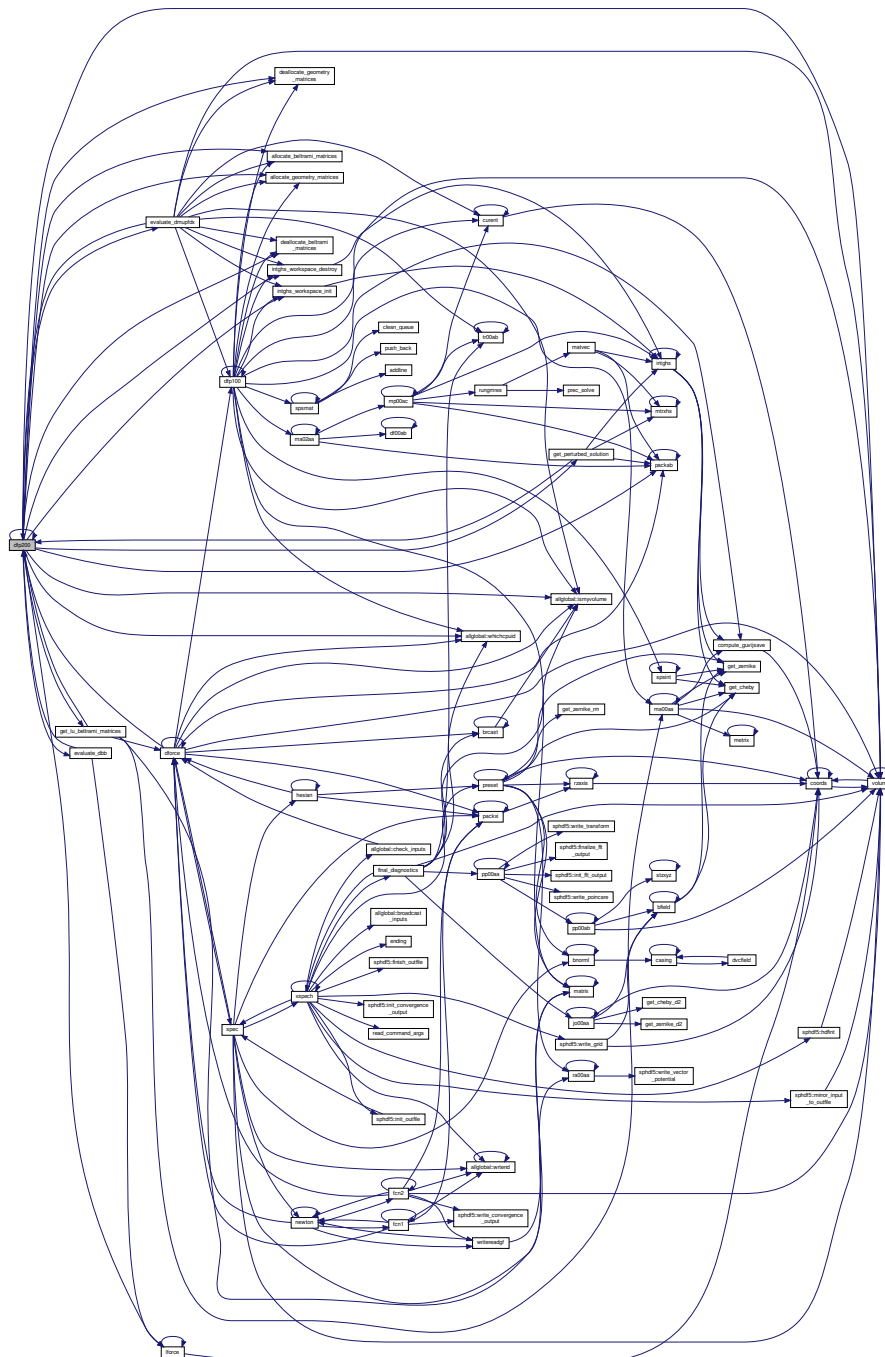 deallocate_geometry
_matrices
allocate_beltrami_matrices
allocate_geometry_matrices
evaluate_dmupfdx
curent
deallocate_beltrami
_matrices
intghs_workspace_destroy
intghs_workspace_init
clean_queue
tr00ab
push_back
matvec
intghs
addline
dfp100
rungmres
prec_solve
mp00ac
spsmat
mtrxhs
df00ab
ma02aa
get_perturbed_solution
packab
dfp200
allglobal::ismyvolume
allglobal::whichcpuid
compute_guvijsave
get_zernike
spsint
get_cheby
get_zernike_rm
ma00aa
get_lu_beltrami_matrices
brcast
metrix
evaluate_dbb
dforce
preset
rzaxis
coords
volume
hesian
packxi
sphdf5::write_transform
allglobal::check_inputs
sphdf5::finalize_flt
_output
final_diagnostics
pp00aa
sphdf5::init_flt_output
stzxyz
sphdf5::write_poincare
bfield
allglobal::broadcast
_inputs
pp00ab
ending
bnorml
casing
dvcfield
sphdf5::finish_outfile
xspech
matrix
get_cheby_d2
sphdf5::init_convergence
_output
jo00aa
get_zernike_d2
spec
read_command_args
sphdf5::write_grid
sphdf5::hdfint
ra00aa
sphdf5::write_vector
_potential
sphdf5::mirror_input
_to_outfile
sphdf5::init_outfile
allglobal::wrtend
fcn2
sphdf5::write_convergence
_output
newton
fcn1
writereadgf
lforce